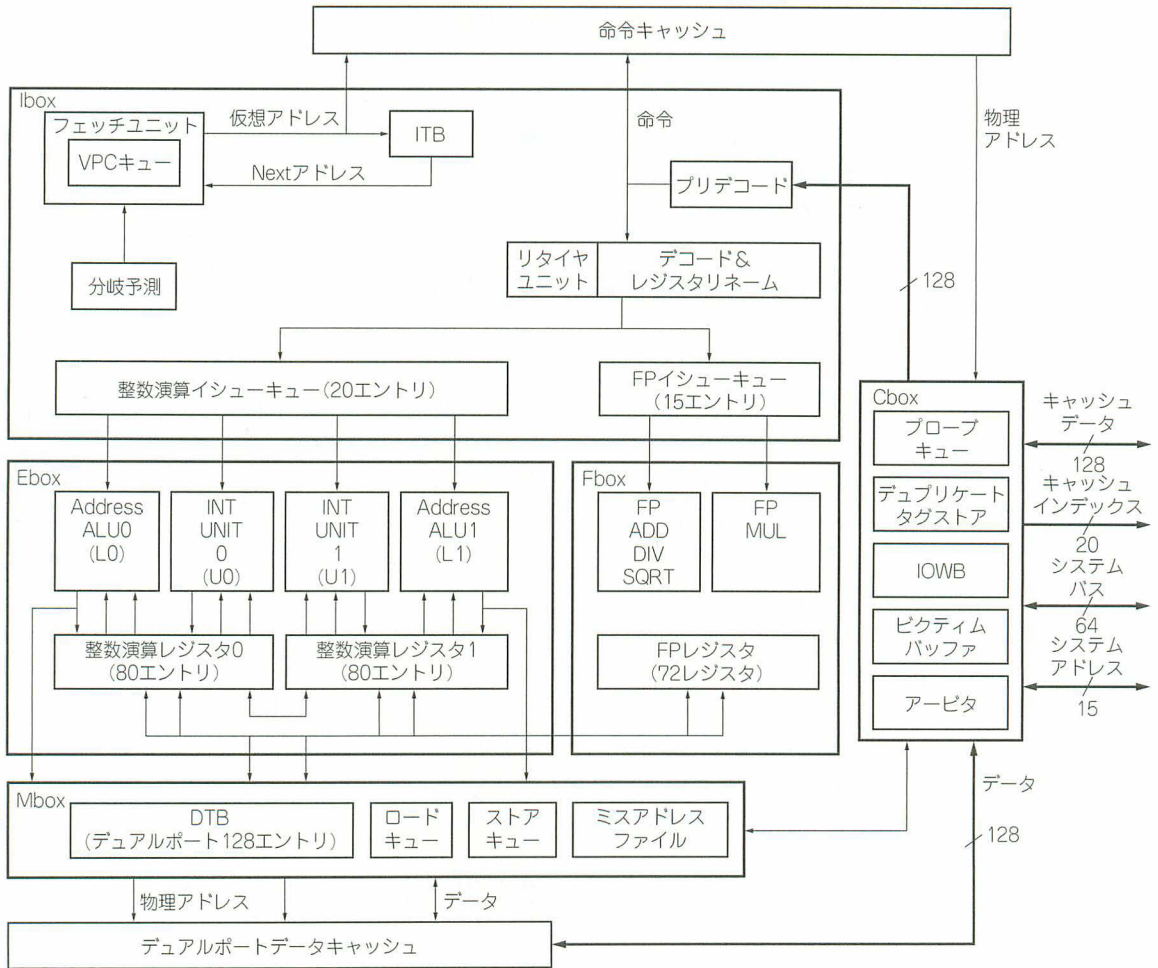 命令キャッシュ
Ibox
フェッチユニット
VPCキュー
仮想アドレス
ITB
Nextアドレス
命令
物理
アドレス
プリデコード
分岐予測
リタイヤ
ユニット
デコード＆
レジスタリネーム
128
整数演算イシューキュー(20エントリ)
FPイシューキュー
(15エントリ)
Cbox
プローブ
キュー
デュプリケート
タグストア
IOWB
ビクティム
バッファ
アービタ
キャッシュ
データ
128
キャッシュ
インデックス
20
システム
バス
64
システム
アドレス
15
Ebox
Address
ALU0
(L0)
INT
UNIT
0
(U0)
INT
UNIT
1
(U1)
Address
ALU1
(L1)
整数演算レジスタ0
(80エントリ)
整数演算レジスタ1
(80エントリ)
Fbox
FP
ADD
DIV
SQRT
FP
MUL
FPレジスタ
(72レジスタ)
Mbox
DTB
(デュアルポート128エントリ)
ロード
キュー
ストア
キュー
ミスアドレス
ファイル
データ
128
物理アドレス
データ
デュアルポートデータキャッシュ